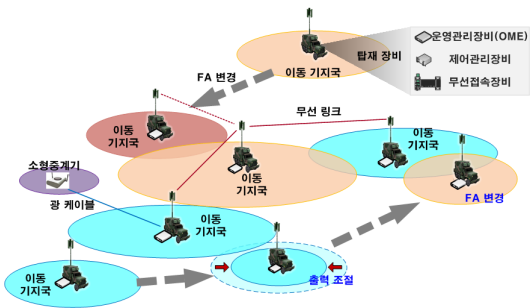 운영관리장비(OME)
탑재 장비
제어관리장비
무선접속장비
이동 기지국
FA 변경
이동
기지국
무선 링크
이동
기지국
이동
기지국
소형중계기
광 케이블
이동
기지국
FA 변경
이동
기지국
출력 조절